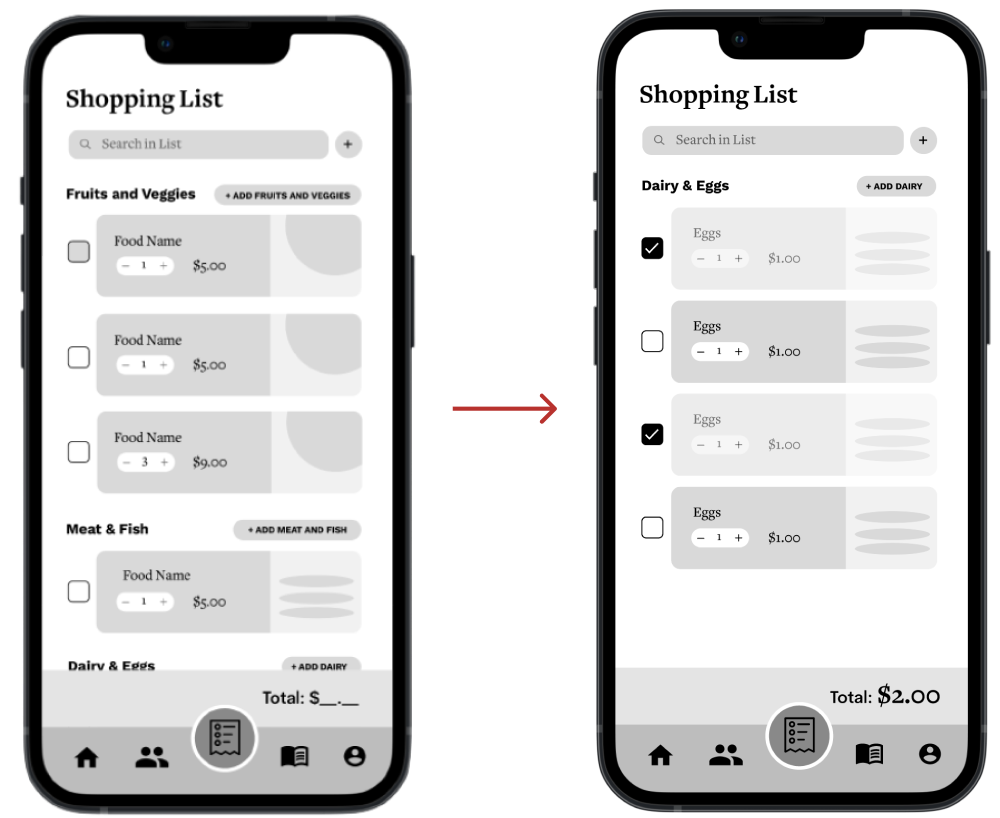 Shopping List
Search in List
+
Fruits and Veggies
+ ADD FRUITS AND VEGGIES
Food Name
− 1 +
$5.00
Food Name
− 1 +
$5.00
Food Name
− 3 +
$9.00
Meat & Fish
+ ADD MEAT AND FISH
Food Name
− 1 +
$5.00
Dairy & Eggs
+ ADD DAIRY
Total: $__.__
Shopping List
Search in List
+
Dairy & Eggs
+ ADD DAIRY
Eggs
− 1 +
$1.00
Eggs
− 1 +
$1.00
Eggs
− 1 +
$1.00
Eggs
− 1 +
$1.00
Total: $2.00